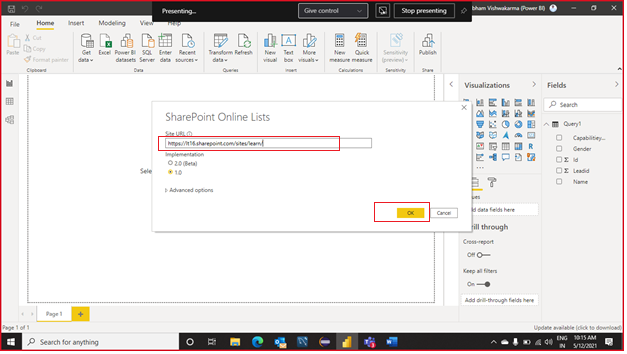 Presenting...
Give control
Stop presenting
bham Vishwakarma (Power BI)
File
Home
Insert
Modeling
View
Help
Cut
Copy
Format painter
Paste
Get data
Excel
Power BI datasets
SQL Server
Enter data
Recent sources
Transform data
Refresh
New visual
Text box
More visuals
New measure
Quick measure
Sensitivity (preview)
Publish
Clipboard
Data
Queries
Insert
Calculations
Sensitivity
Share
Visualizations
Fields
Search
Query1
Capabilitiey...
Gender
Id
Leadid
Name
SharePoint Online Lists
Site URL
https://h16.sharepoint.com/sites/learn/
Implementation
2.0 (Beta)
1.0
Advanced options
OK
Cancel
Sele
ues
Add data fields here
rill through
Cross-report
Off
Keep all filters
On
Add drill-through fields here
Page 1
Page 1 of 1
Update available (click to download)
Search for anything
ENG
IN
10:15 AM
5/12/2021